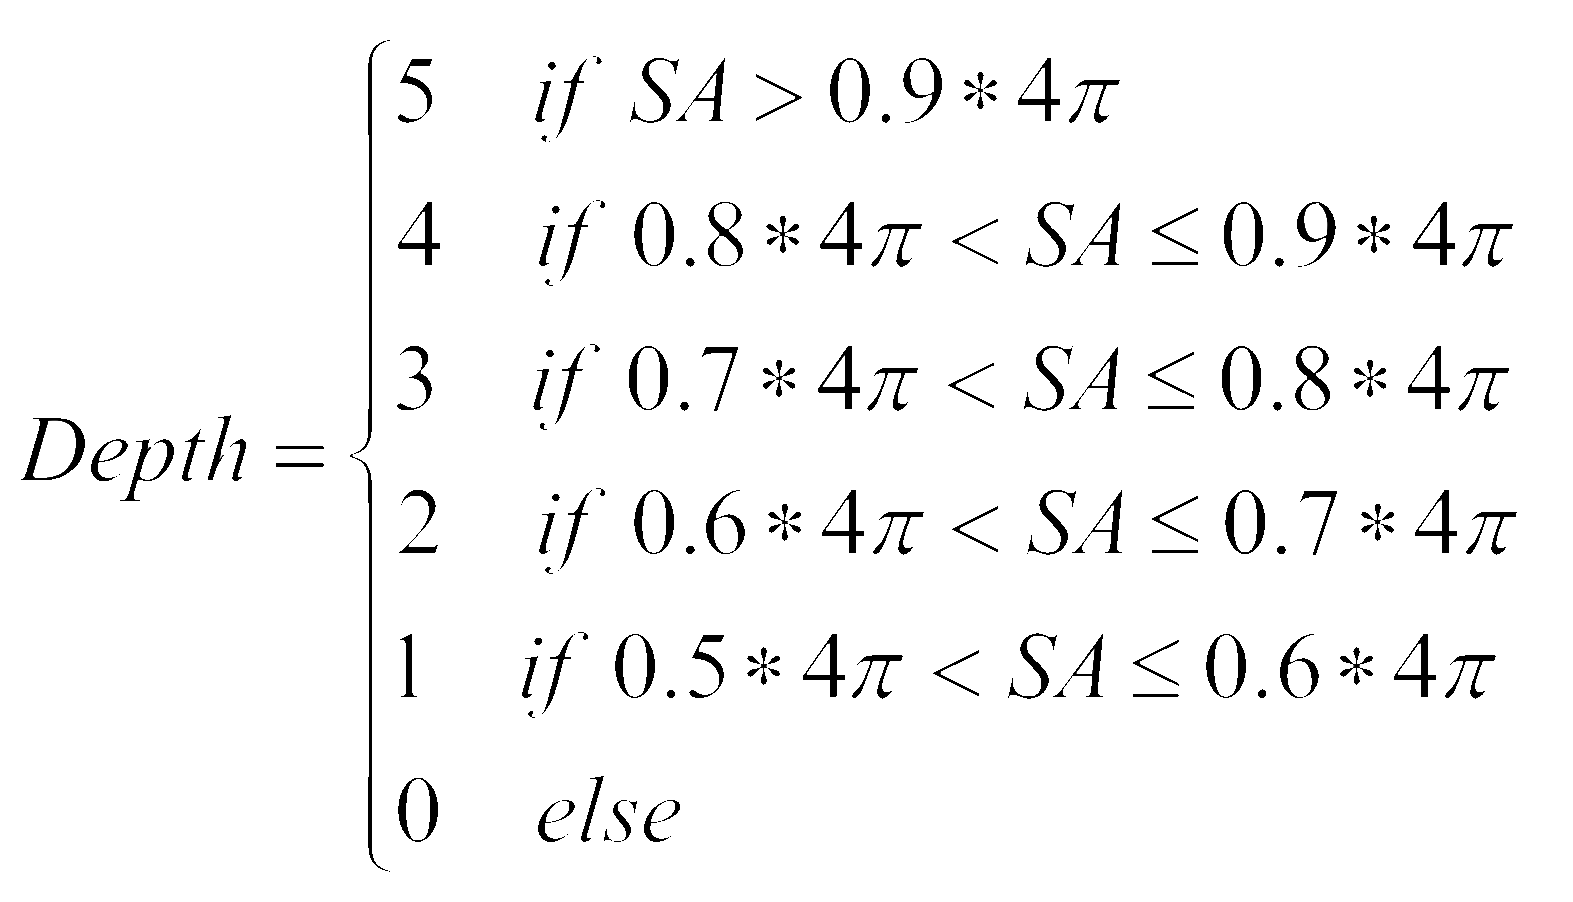 5 if SA > 0.9 * 4π
4 if 0.8 * 4π < SA ≤ 0.9 * 4π
3 if 0.7 * 4π < SA ≤ 0.8 * 4π
Depth = {
2 if 0.6 * 4π < SA ≤ 0.7 * 4π
1 if 0.5 * 4π < SA ≤ 0.6 * 4π
0 else